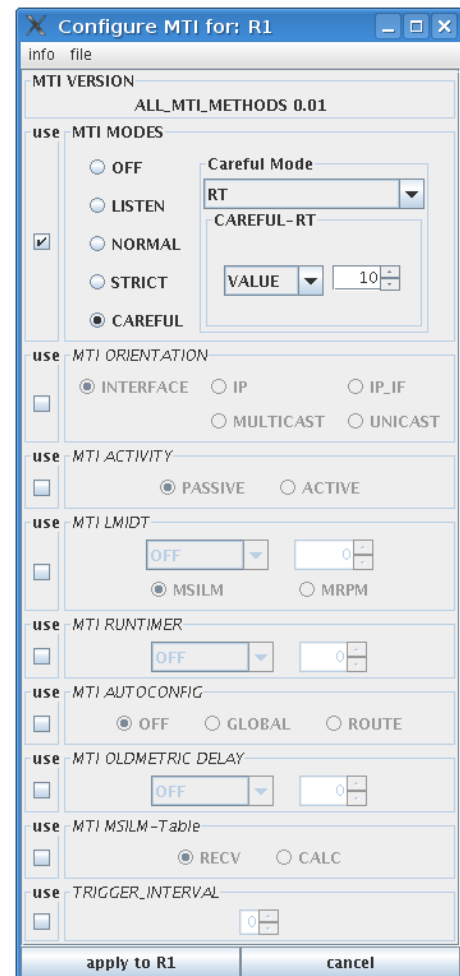 Configure MTI for: R1
info file
MTI VERSION
ALL_MTI_METHODS 0.01
use MTI MODES
OFF
LISTEN
NORMAL
STRICT
CAREFUL
Careful Mode
RT
CAREFUL-RT
VALUE 10
use MTI ORIENTATION
INTERFACE IP IP_IF
MULTICAST UNICAST
use MTI ACTIVITY
PASSIVE ACTIVE
use MTI LMIDT
OFF 0
MSILM MRPM
use MTI RUNTIMER
OFF 0
use MTI AUTOCONFIG
OFF GLOBAL ROUTE
use MTI OLDMETRIC DELAY
OFF 0
use MTI MSILM-Table
RECV CALC
use TRIGGER_INTERVAL
0
apply to R1 cancel